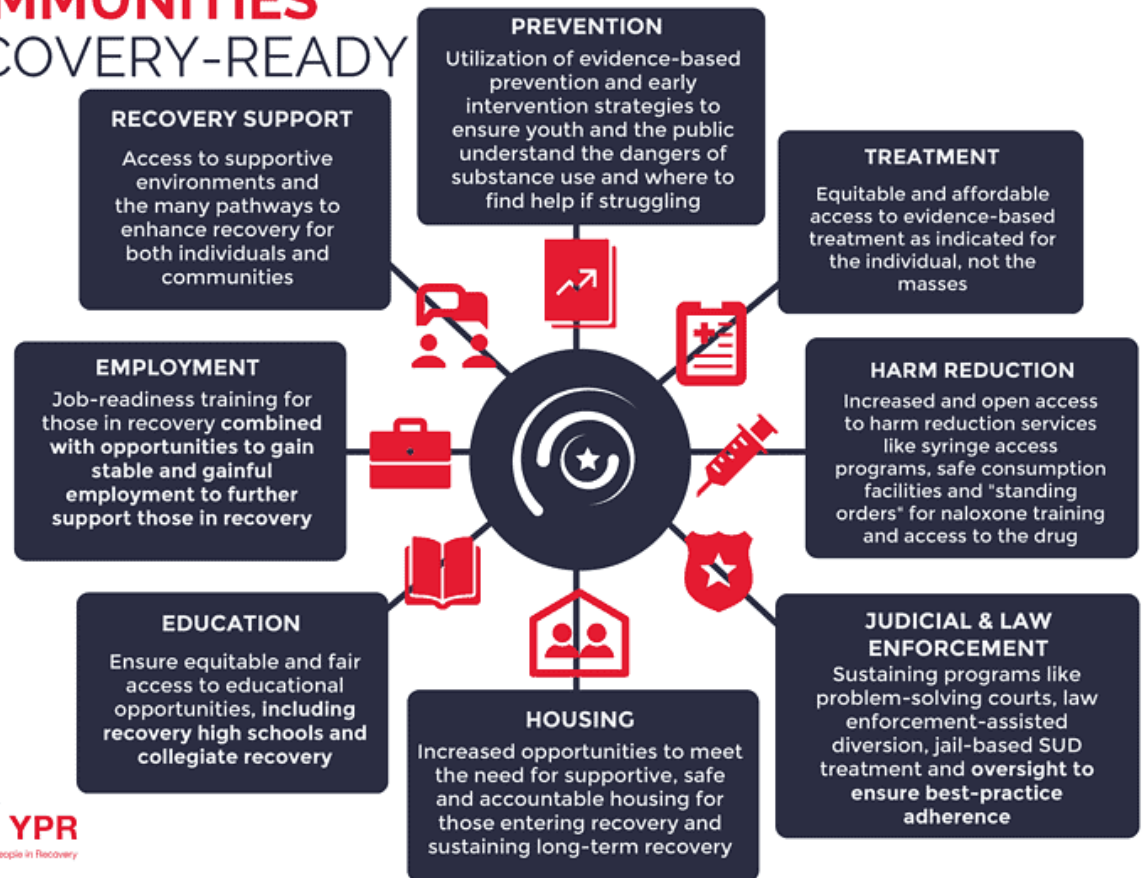 MMUNITIES
COVERY-READY
PREVENTION
Utilization of evidence-based
prevention and early
intervention strategies to
ensure youth and the public
understand the dangers of
substance use and where to
find help if struggling
RECOVERY SUPPORT
Access to supportive
environments and
the many pathways to
enhance recovery for
both individuals and
communities
TREATMENT
Equitable and affordable
access to evidence-based
treatment as indicated for
the individual, not the
masses
EMPLOYMENT
Job-readiness training for
those in recovery combined
with opportunities to gain
stable and gainful
employment to further
support those in recovery
HARM REDUCTION
Increased and open access
to harm reduction services
like syringe access
programs, safe consumption
facilities and "standing
orders" for naloxone training
and access to the drug
EDUCATION
Ensure equitable and fair
access to educational
opportunities, including
recovery high schools and
collegiate recovery
HOUSING
Increased opportunities to meet
the need for supportive, safe
and accountable housing for
those entering recovery and
sustaining long-term recovery
JUDICIAL & LAW
ENFORCEMENT
Sustaining programs like
problem-solving courts, law
enforcement-assisted
diversion, jail-based SUD
treatment and oversight to
ensure best-practice
adherence
YPR
eople in Recovery